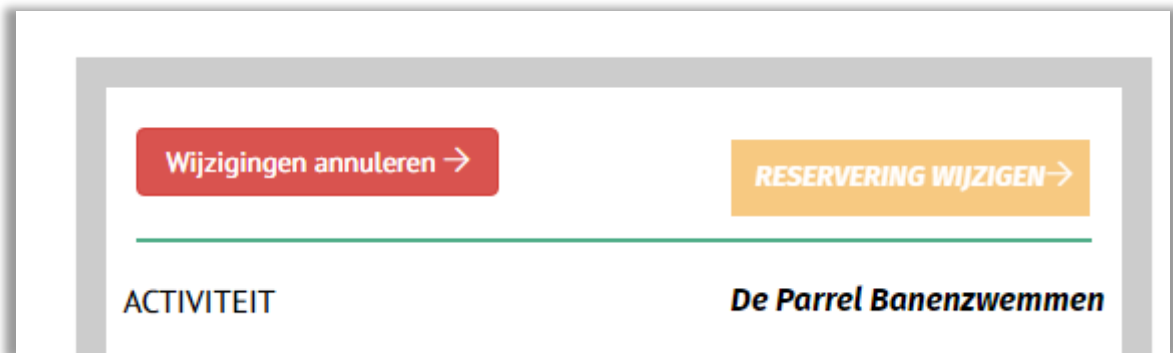 Wijzigingen annuleren →
RESERVERING WIJZIGEN→
ACTIVITEIT
De Parrel Banenzwemmen